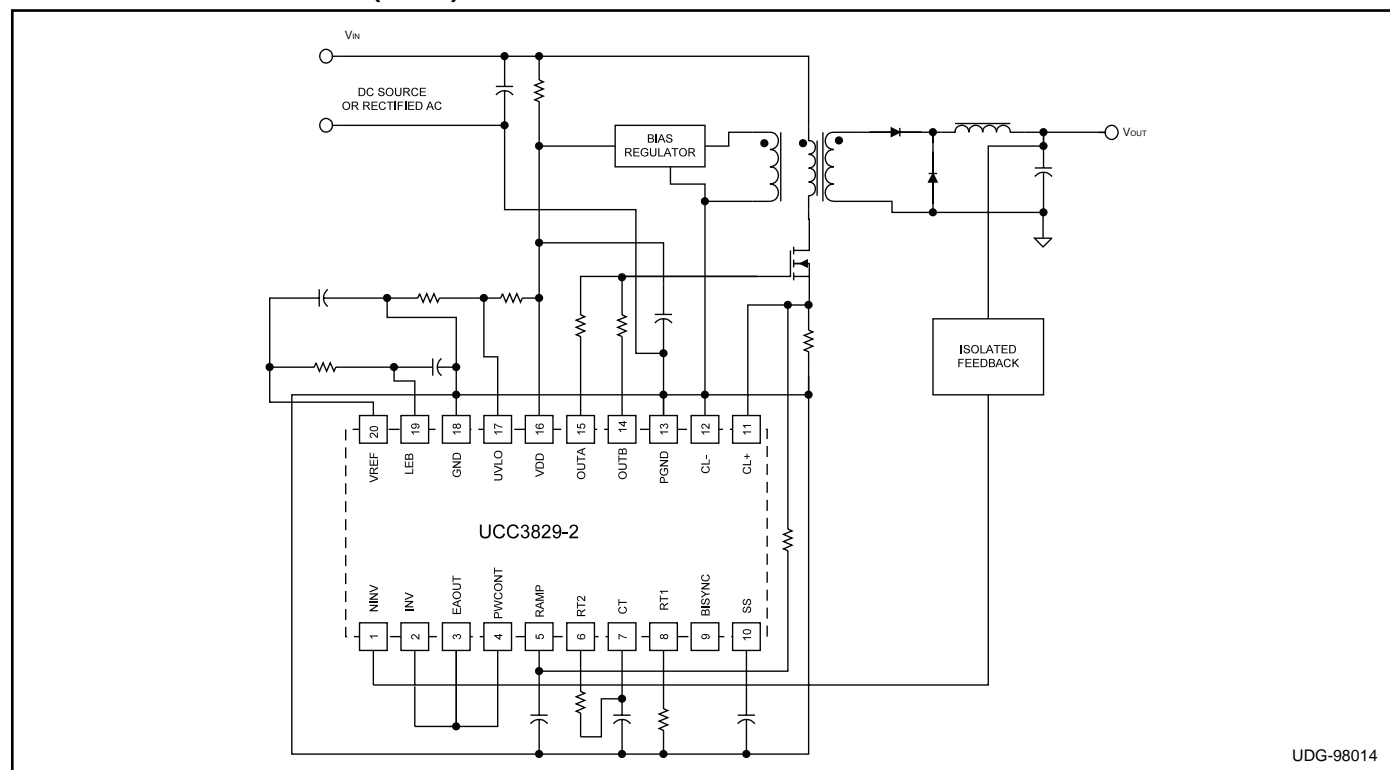 VIN
DC SOURCE
OR RECTIFIED AC
BIAS
REGULATOR
VOUT
ISOLATED
FEEDBACK
20
19
18
17
16
15
14
13
12
11
VREF
LEB
GND
UVLO
VDD
OUTA
OUTB
PGND
CL-
CL+
UCC3829-2
NINV
INV
EAOUT
PWCONT
RAMP
RT2
CT
RT1
BISYNC
SS
1
2
3
4
5
6
7
8
9
10
UDG-98014